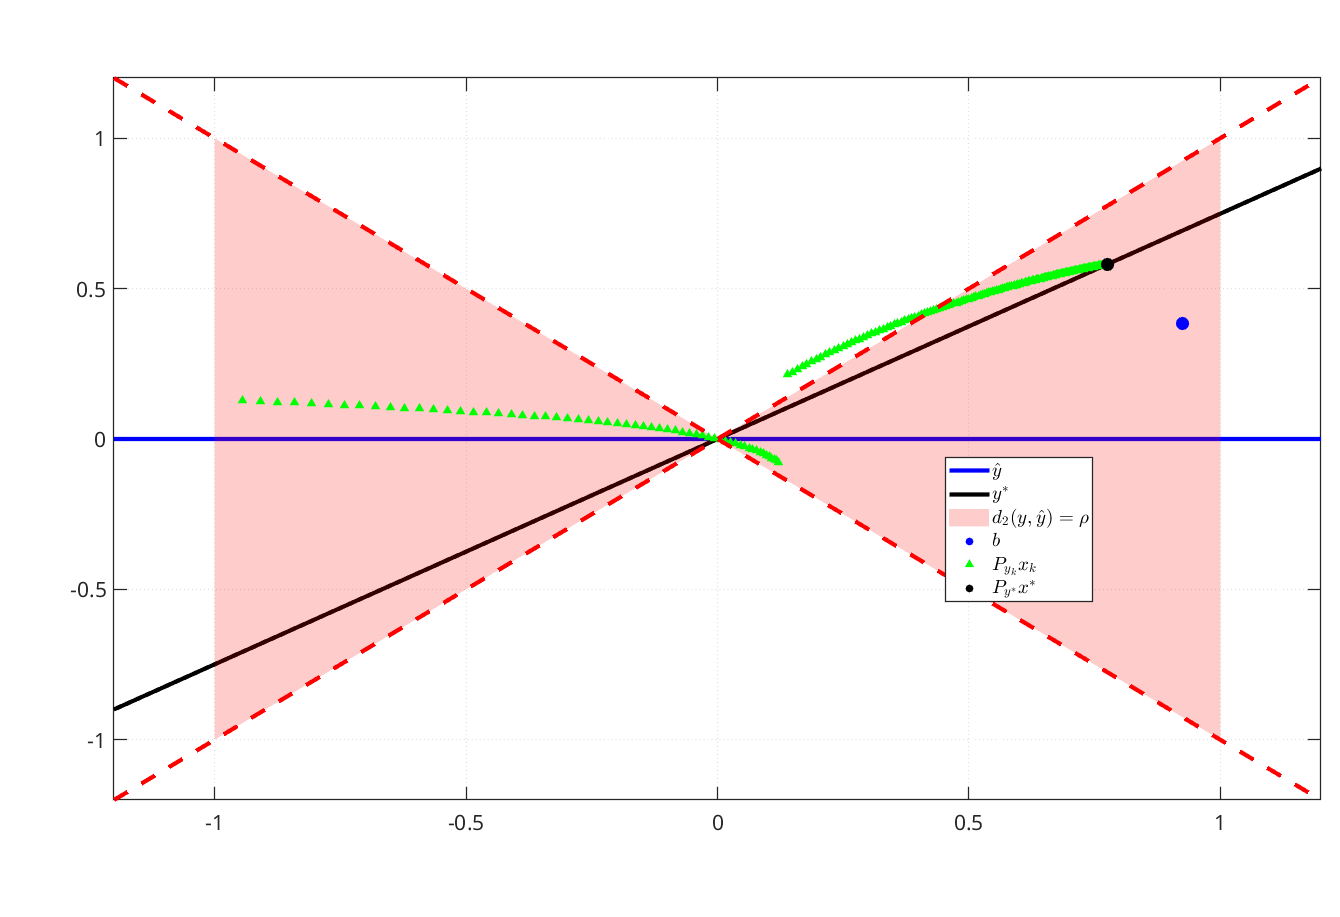 1
0.5
0
-0.5
-1
-1
-0.5
0
0.5
1
ŷ
y*
d₂(y, ŷ) = ρ
b
P_{y_k} x_k
P_{y*} x*